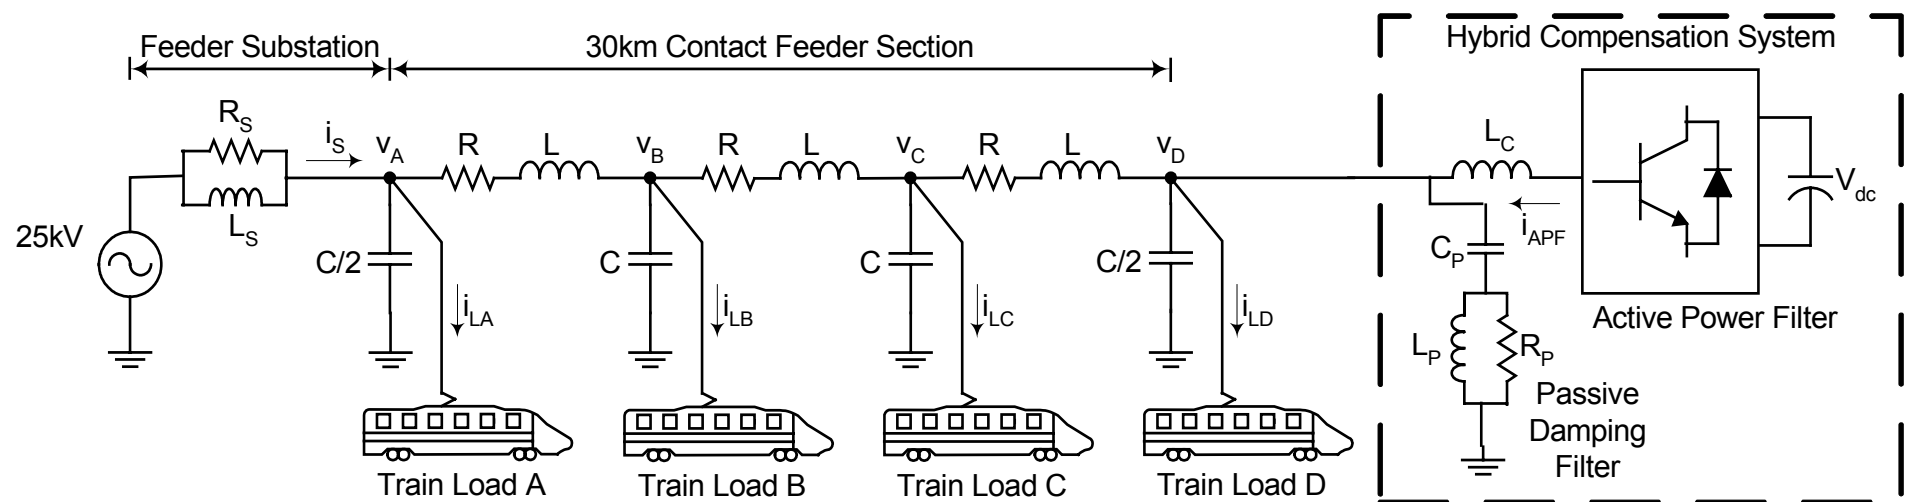 Feeder Substation
30km Contact Feeder Section
Hybrid Compensation System
R_S
i_S
v_A
R
L
v_B
R
L
v_C
R
L
v_D
L_C
L_S
25kV
V_dc
i_APF
C/2
C
C
C/2
C_P
i_LA
i_LB
i_LC
i_LD
Active Power Filter
L_P
R_P
Passive
Damping
Filter
Train Load A
Train Load B
Train Load C
Train Load D